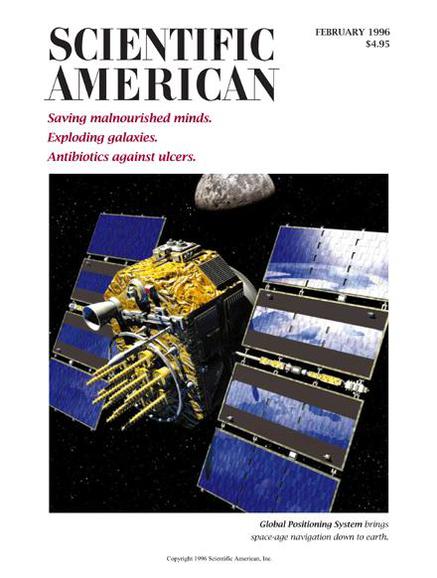 SCIENTIFIC
AMERICAN
FEBRUARY 1996
$4.95
Saving malnourished minds.
Exploding galaxies.
Antibiotics against ulcers.
Global Positioning System brings
space-age navigation down to earth.
Copyright 1996 Scientific American, Inc.